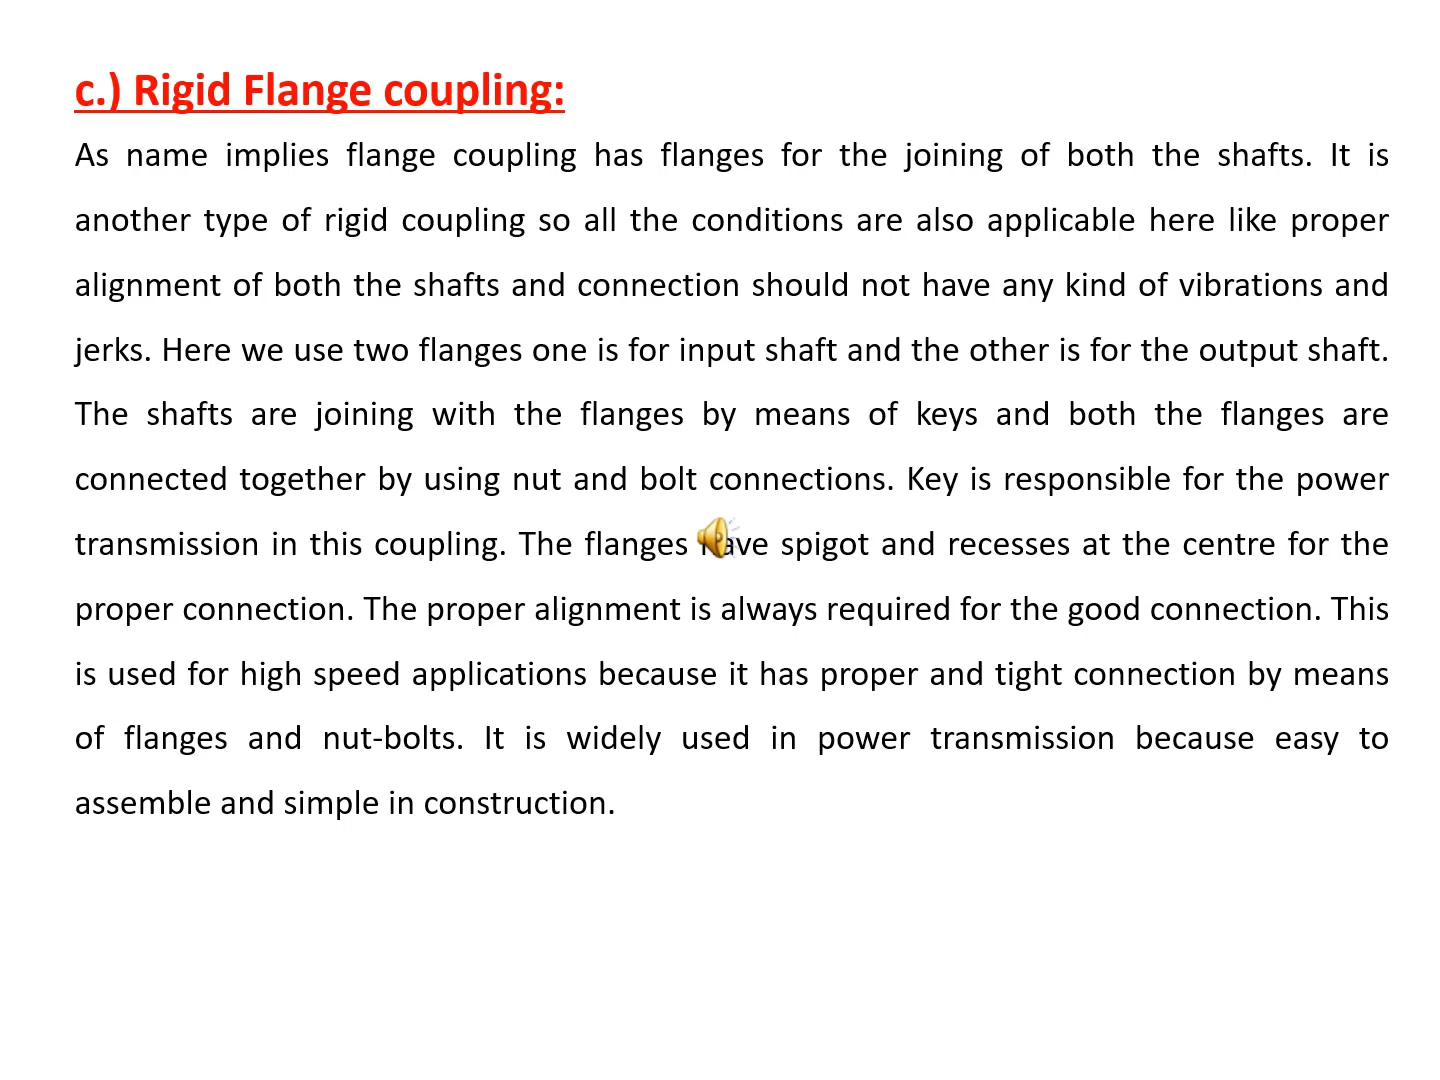 c.) Rigid Flange coupling:
As name implies flange coupling has flanges for the joining of both the shafts. It is
another type of rigid coupling so all the conditions are also applicable here like proper
alignment of both the shafts and connection should not have any kind of vibrations and
jerks. Here we use two flanges one is for input shaft and the other is for the output shaft.
The shafts are joining with the flanges by means of keys and both the flanges are
connected together by using nut and bolt connections. Key is responsible for the power
transmission in this coupling. The flanges have spigot and recesses at the centre for the
proper connection. The proper alignment is always required for the good connection. This
is used for high speed applications because it has proper and tight connection by means
of flanges and nut-bolts. It is widely used in power transmission because easy to
assemble and simple in construction.